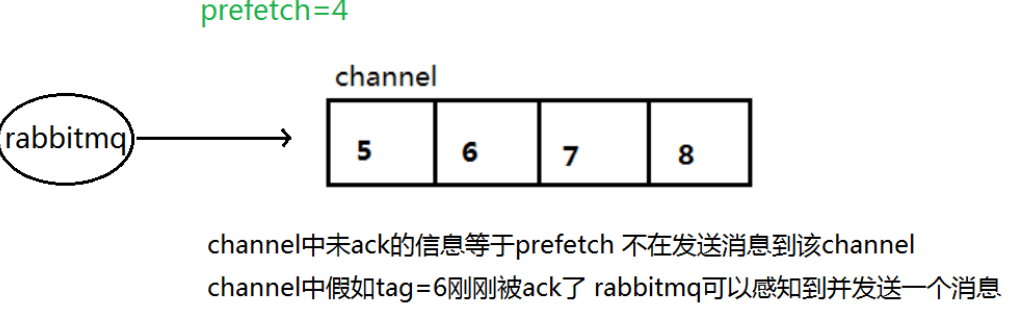 prefetch=4
channel
rabbitmq
5 6 7 8
channel中未ack的信息等于prefetch 不在发送消息到该channel
channel中假如tag=6刚刚被ack了 rabbitmq可以感知到并发送一个消息